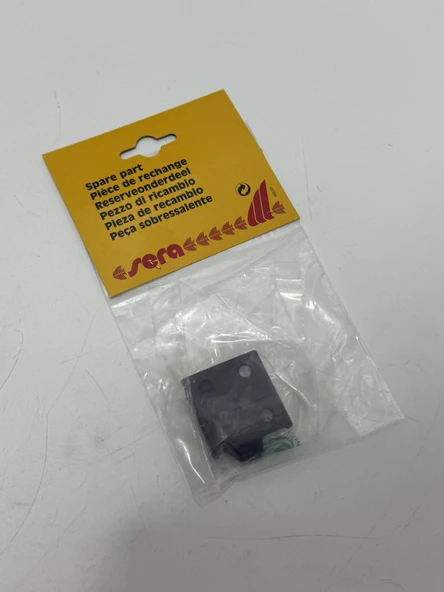 Spare part
Pièce de rechange
Reserveonderdeel
Pezzo di ricambio
Pieza de recambio
Peça sobressalente
sera